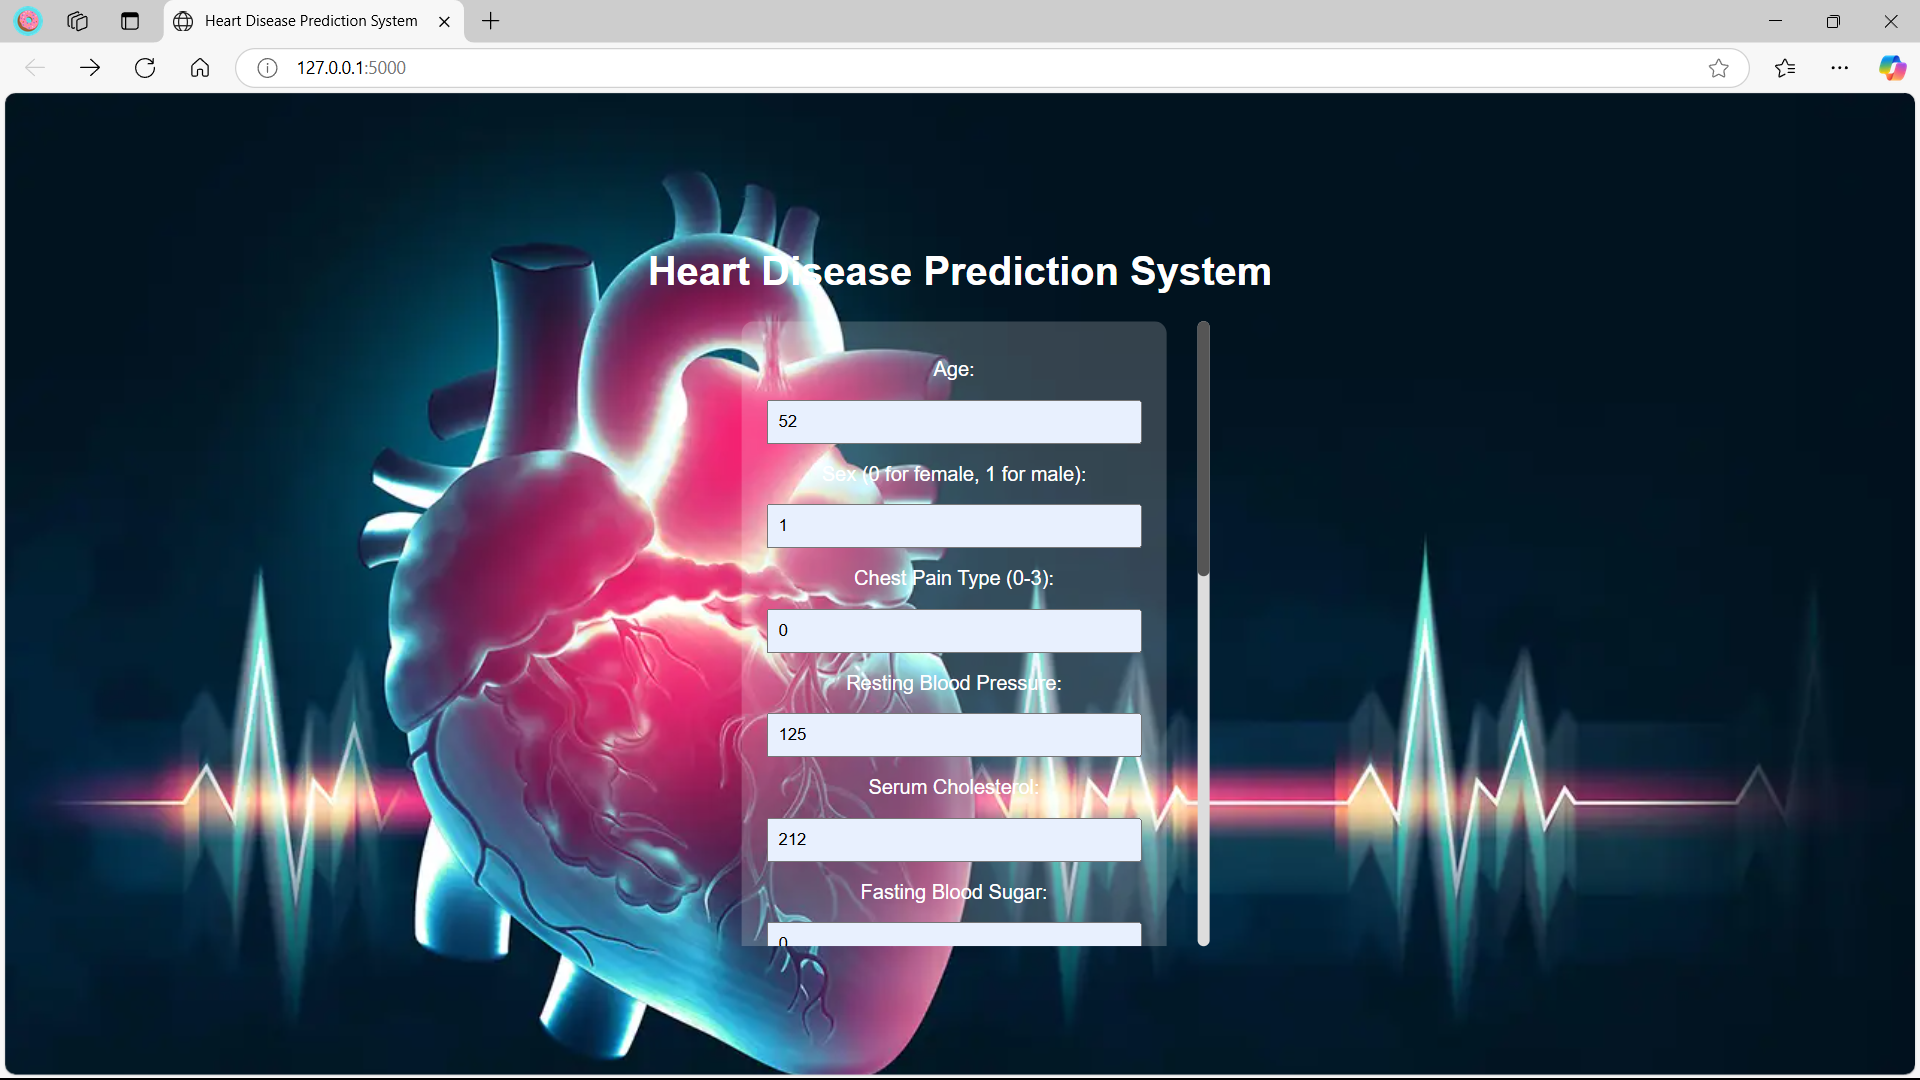 Heart Disease Prediction System
127.0.0.1:5000
Heart Disease Prediction System
Age:
52
Sex (0 for female, 1 for male):
1
Chest Pain Type (0-3):
0
Resting Blood Pressure:
125
Serum Cholesterol:
212
Fasting Blood Sugar:
0